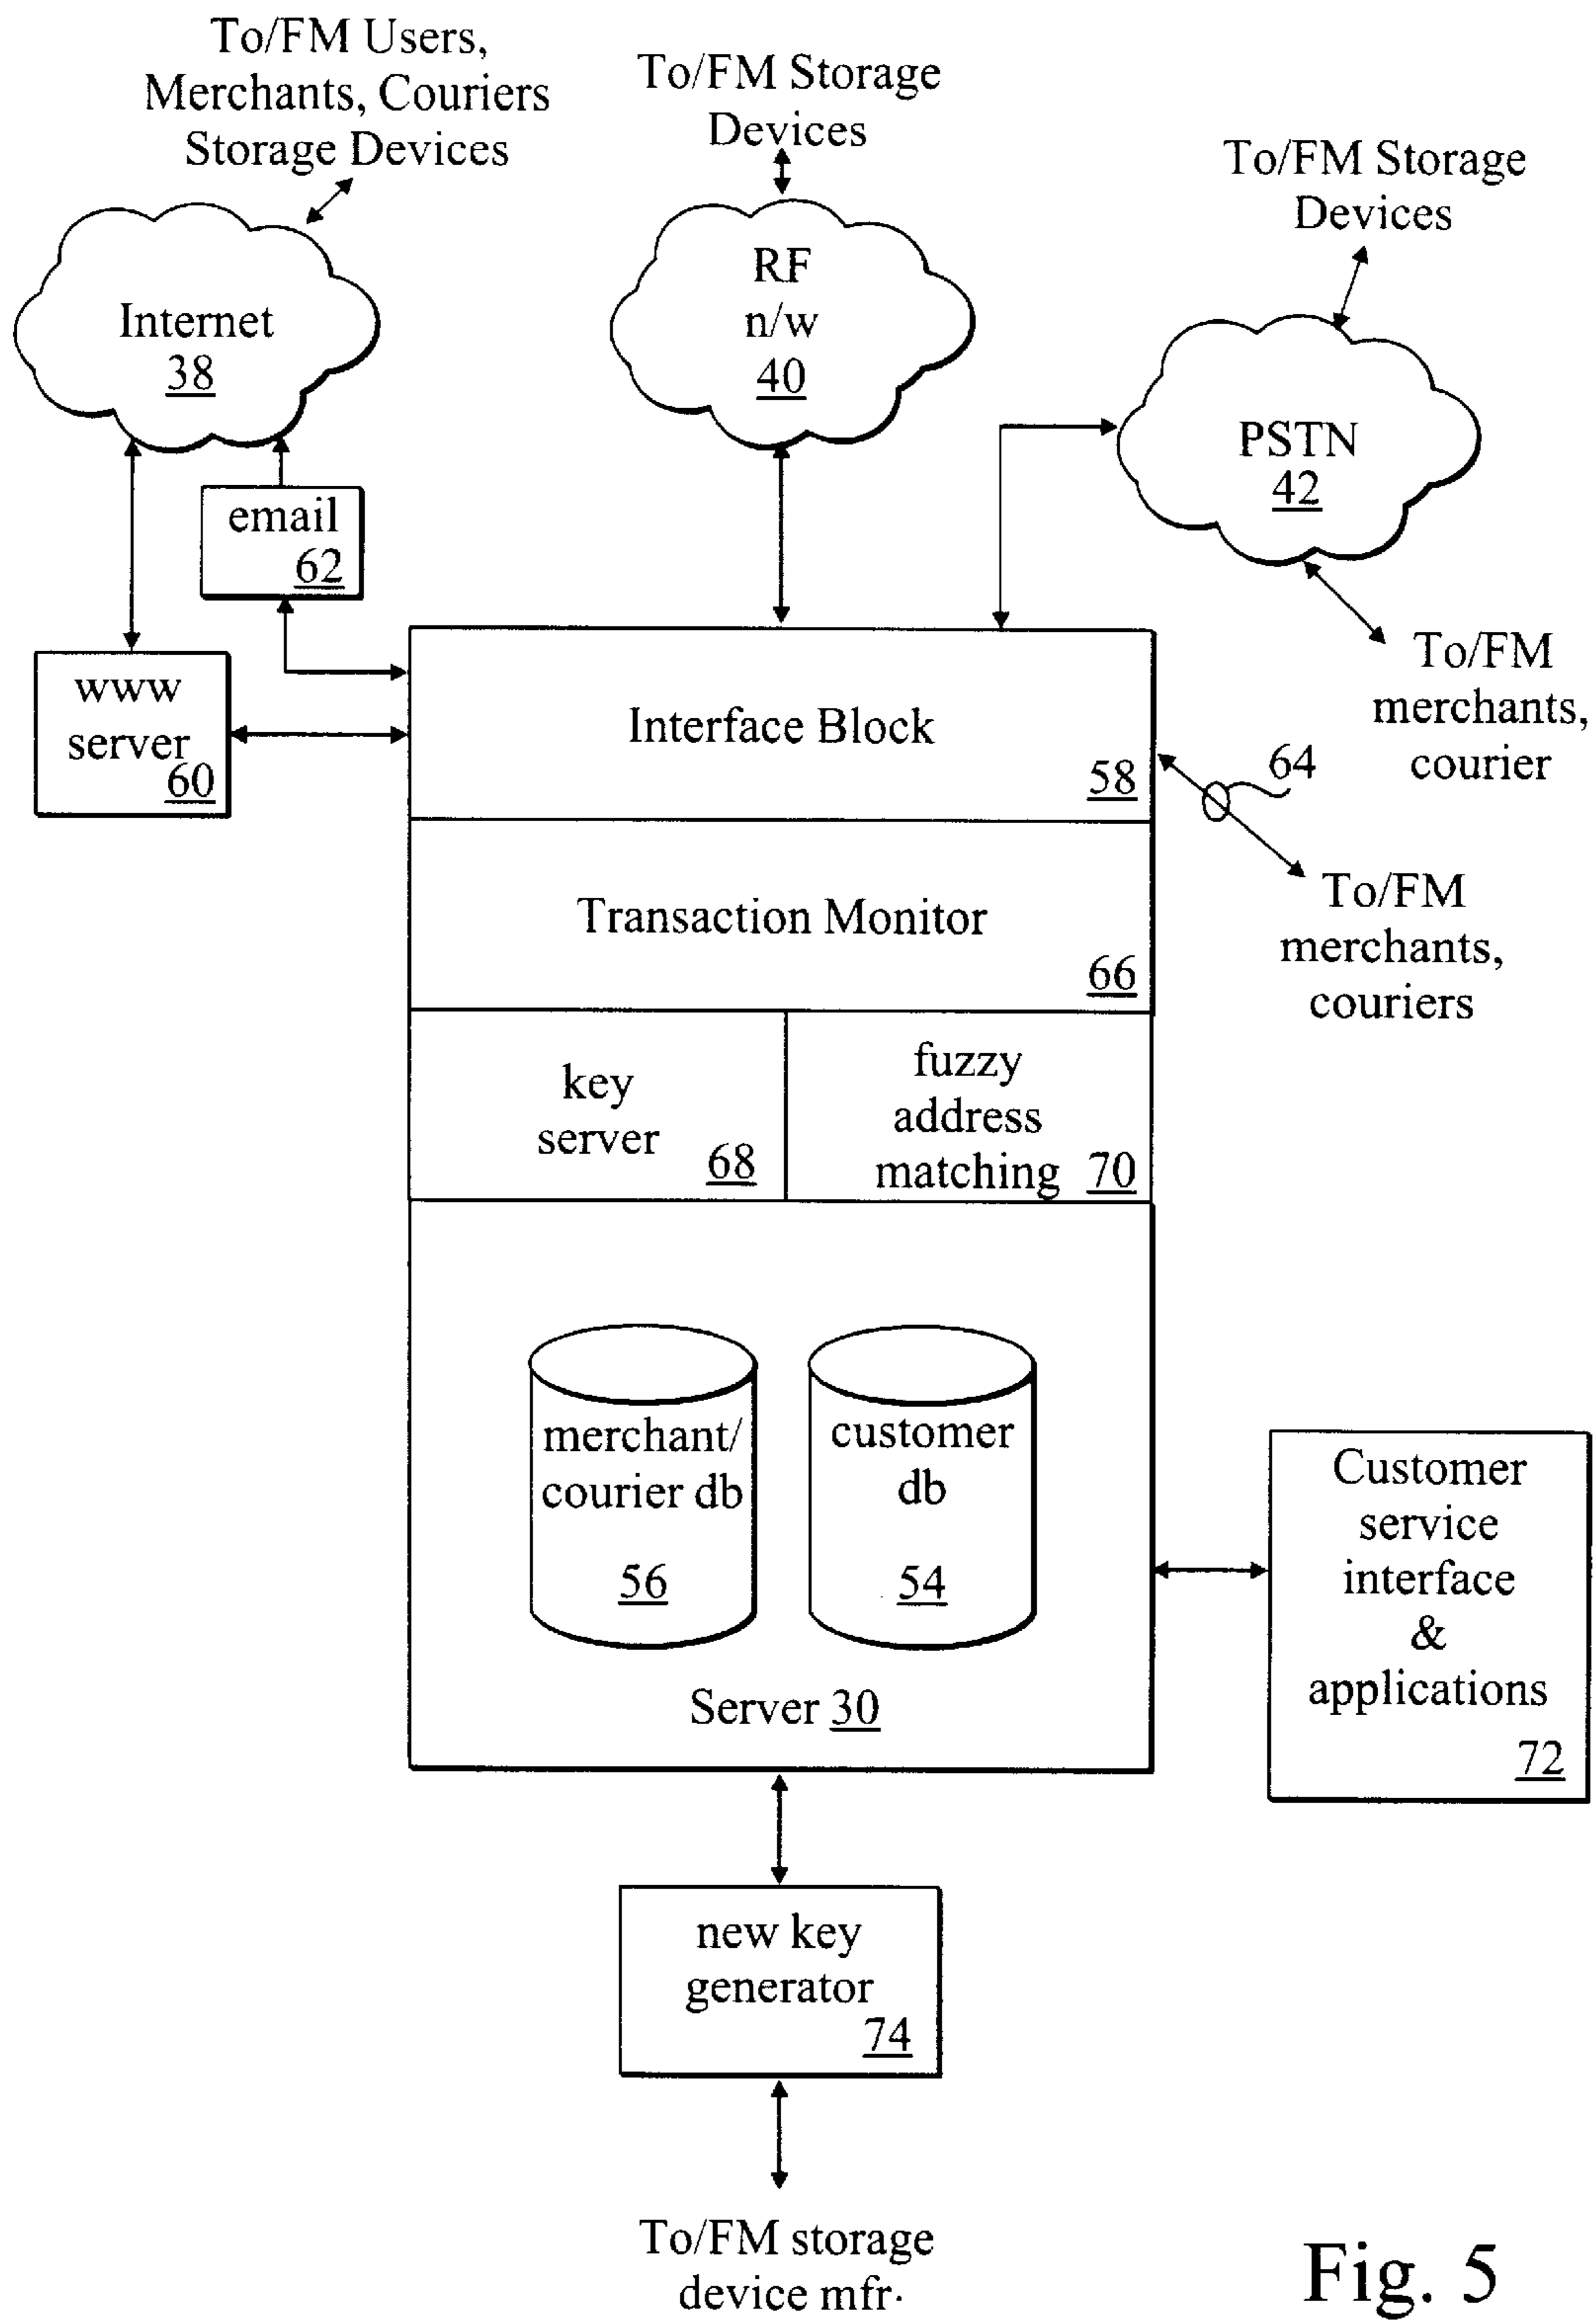 To/FM Users,
Merchants, Couriers
Storage Devices
To/FM Storage
Devices
To/FM Storage
Devices
Internet
38
RF
n/w
40
PSTN
42
email
62
www
server
60
To/FM
merchants,
courier
Interface Block
58
64
To/FM
merchants,
couriers
Transaction Monitor
66
key
server
68
fuzzy
address
matching 70
merchant/
courier db
56
customer
db
54
Server 30
Customer
service
interface
&
applications
72
new key
generator
74
To/FM storage
device mfr.
Fig. 5